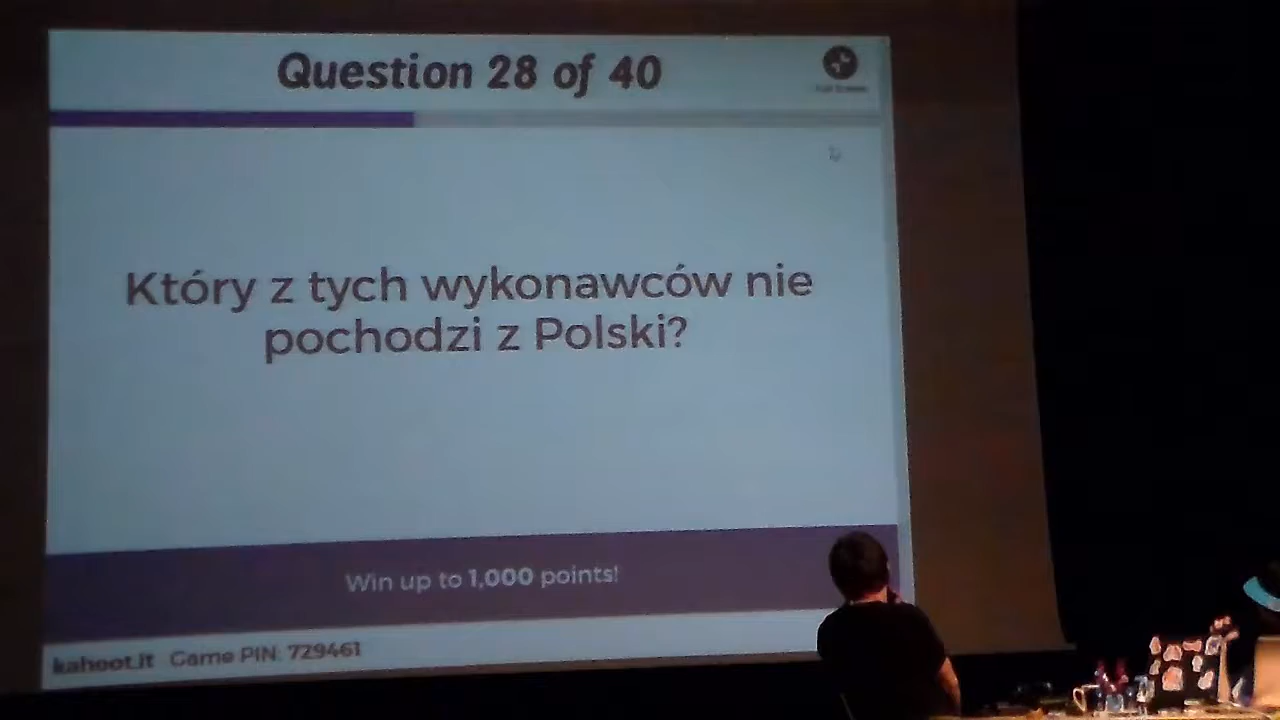 Question 28 of 40
Który z tych wykonawców nie
pochodzi z Polski?
Win up to 1,000 points!
kahoot.it Game PIN: 729461